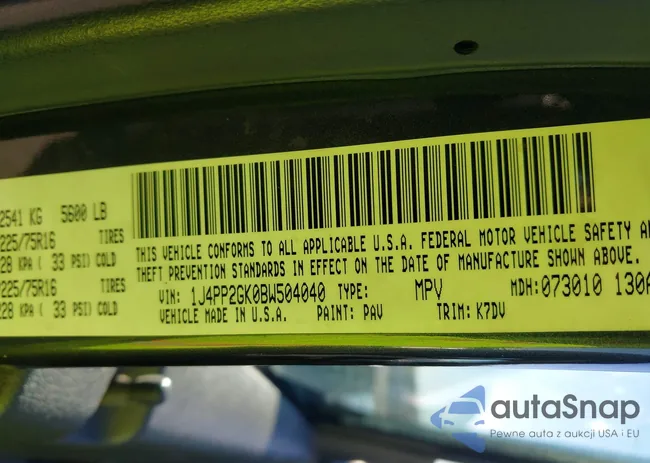 2541 KG 5600 LB
225/75R16 TIRES
28 KPA ( 33 PSI) COLD
225/75R16 TIRES
228 KPA ( 33 PSI) COLD
THIS VEHICLE CONFORMS TO ALL APPLICABLE U.S.A. FEDERAL MOTOR VEHICLE SAFETY AN
THEFT PREVENTION STANDARDS IN EFFECT ON THE DATE OF MANUFACTURE SHOWN ABOVE.
VIN: 1J4PP2GK0BW504040 TYPE: MPV MDH: 073010 130A
VEHICLE MADE IN U.S.A. PAINT: PAV TRIM: K7DV
autaSnap
Pewne auta z aukcji USA i EU